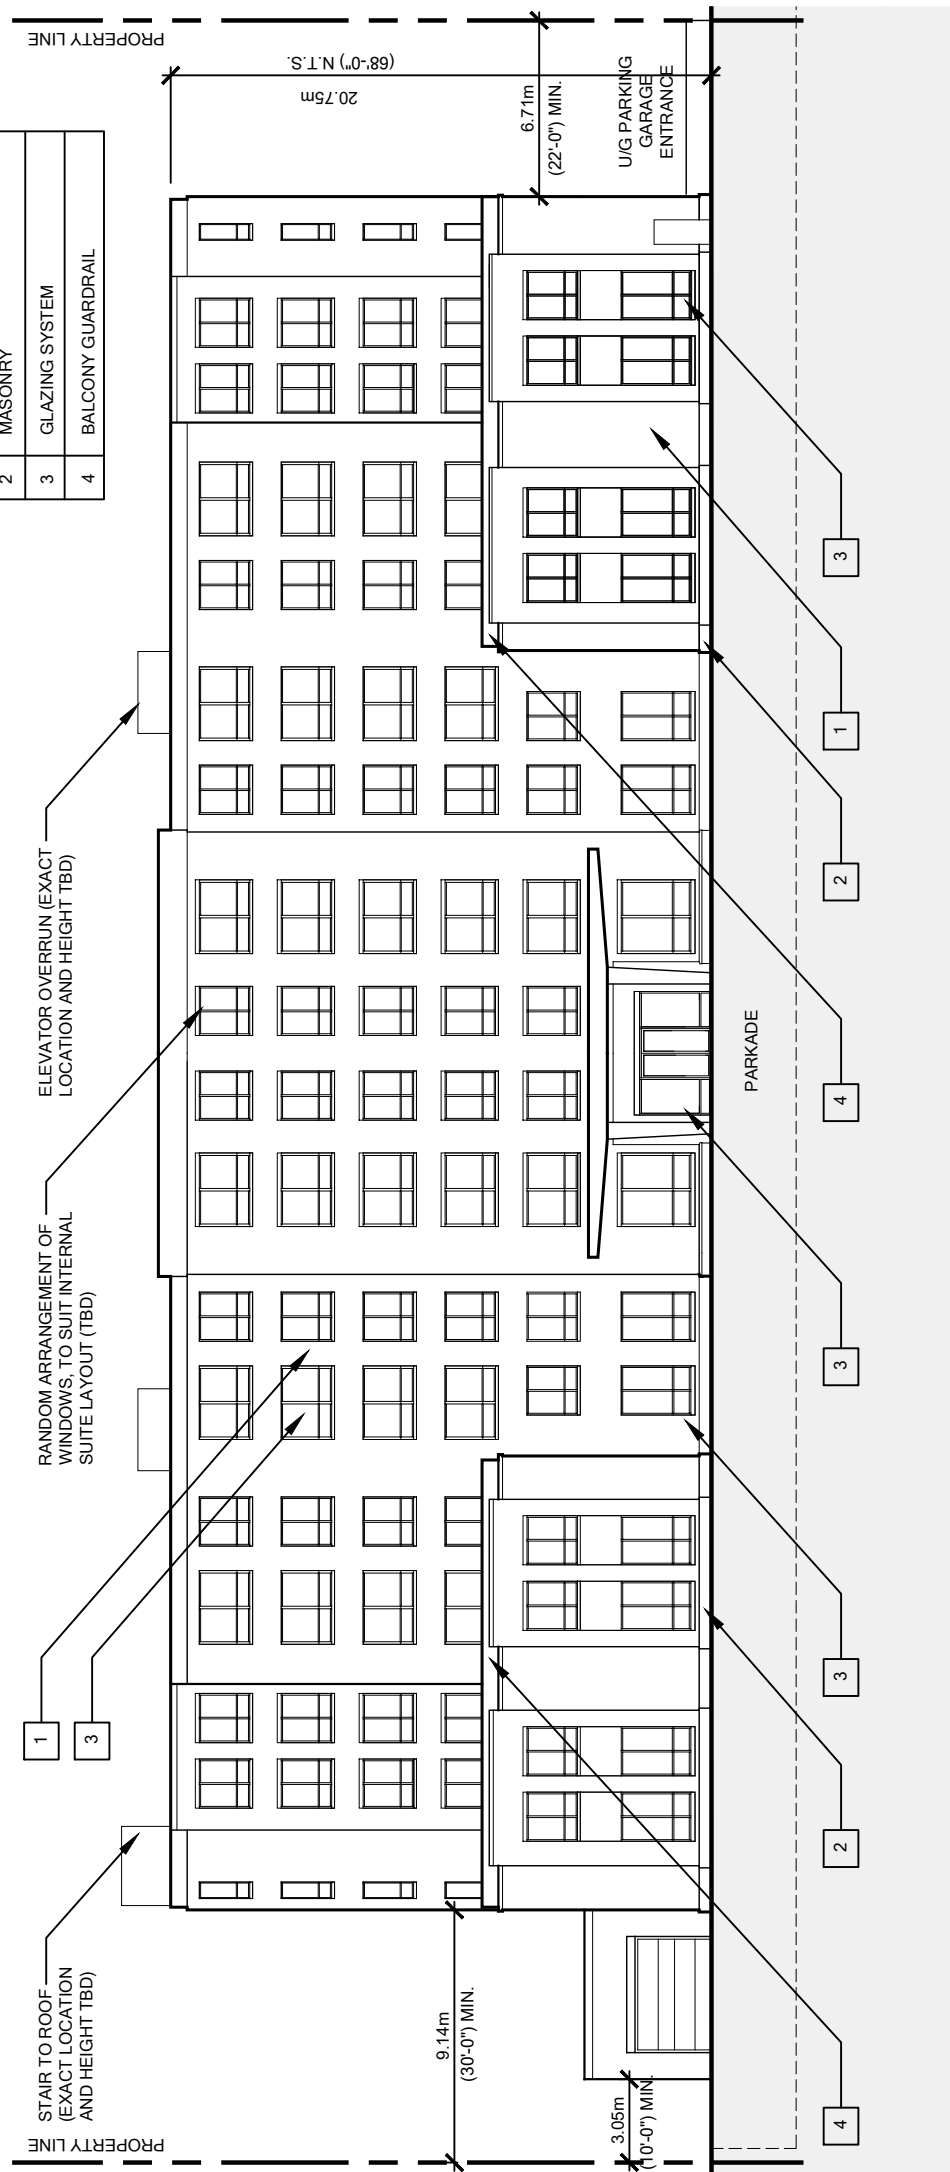 PROPERTY LINE
STAIR TO ROOF
(EXACT LOCATION
AND HEIGHT TBD)
1
3
RANDOM ARRANGEMENT OF
WINDOWS, TO SUIT INTERNAL
SUITE LAYOUT (TBD)
ELEVATOR OVERRUN (EXACT
LOCATION AND HEIGHT TBD)
2 MASONRY
3 GLAZING SYSTEM
4 BALCONY GUARDRAIL
PROPERTY LINE
20.75m
(68'-0") N.T.S.
9.14m
(30'-0") MIN.
3.05m
(10'-0") MIN.
6.71m
(22'-0") MIN.
U/G PARKING
GARAGE
ENTRANCE
PARKADE
4
2
3
3
4
2
1
3